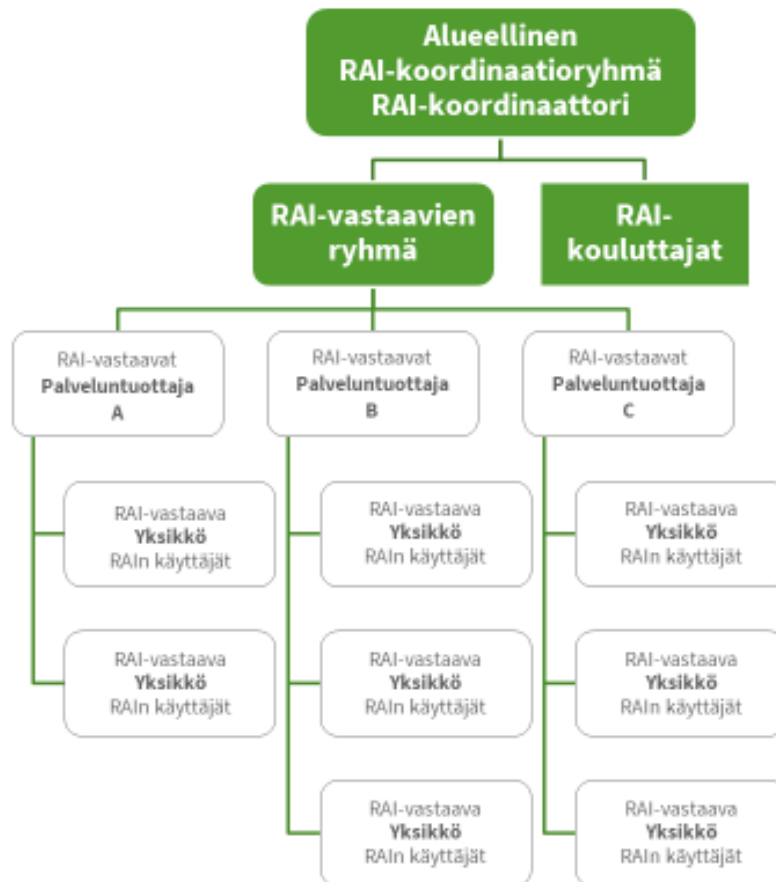 Alueellinen
RAI-koordinaatioryhmä
RAI-koordinaattori
RAI-vastaavien
ryhmä
RAI-
kouluttajat
RAI-vastaavat
Palveluntuottaja
A
RAI-vastaavat
Palveluntuottaja
B
RAI-vastaavat
Palveluntuottaja
C
RAI-vastaava
Yksikkö
RAIn käyttäjät
RAI-vastaava
Yksikkö
RAIn käyttäjät
RAI-vastaava
Yksikkö
RAIn käyttäjät
RAI-vastaava
Yksikkö
RAIn käyttäjät
RAI-vastaava
Yksikkö
RAIn käyttäjät
RAI-vastaava
Yksikkö
RAIn käyttäjät
RAI-vastaava
Yksikkö
RAIn käyttäjät
RAI-vastaava
Yksikkö
RAIn käyttäjät